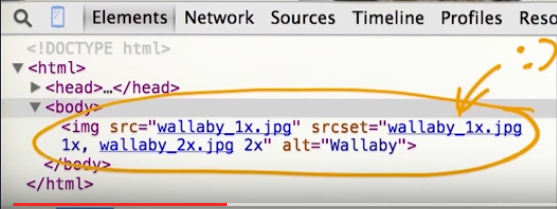 Elements Network Sources Timeline Profiles Reso
<!DOCTYPE html>
▼<html>
▶<head>…</head>
▼<body>
<img src="wallaby_1x.jpg" srcset="wallaby_1x.jpg
1x, wallaby_2x.jpg 2x" alt="Wallaby">
</body>
</html>